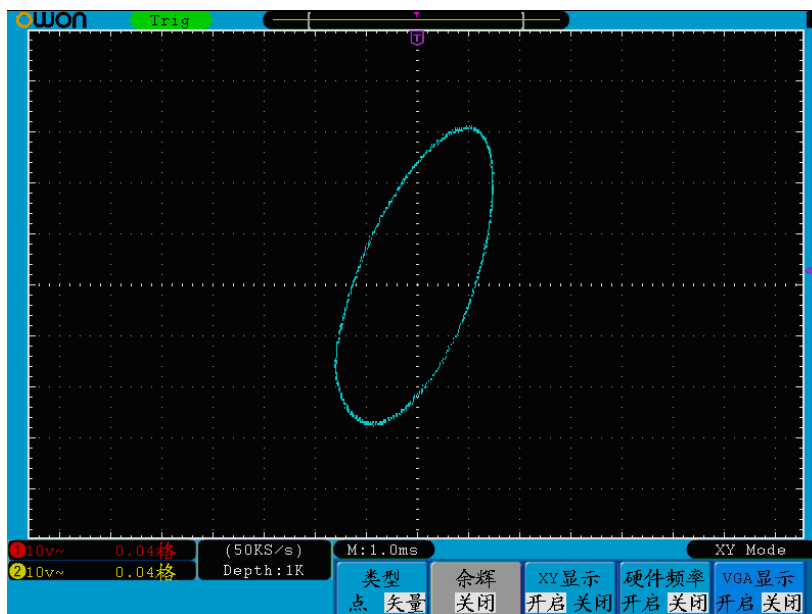 OWON Trig
T
T
1 10v~ 0.04格 (50KS/s) M:1.0ms XY Mode
2 10v~ 0.04格 Depth:1K
类型 余辉 XY显示 硬件频率 VGA显示
点 矢量 关闭 开启 关闭 开启 关闭 开启 关闭